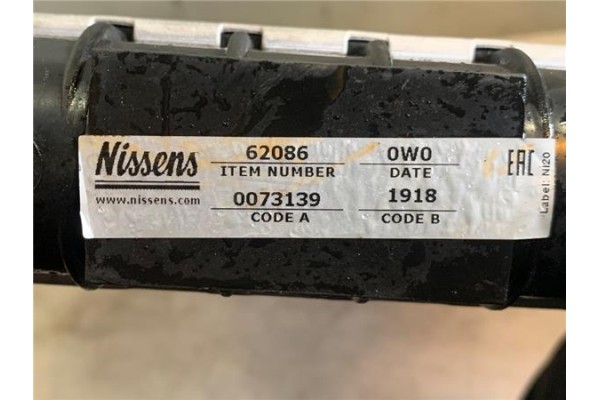 Nissens
www.nissens.com
62086
ITEM NUMBER
0W0
DATE
0073139
CODE A
1918
CODE B
EAC
Label: NI20